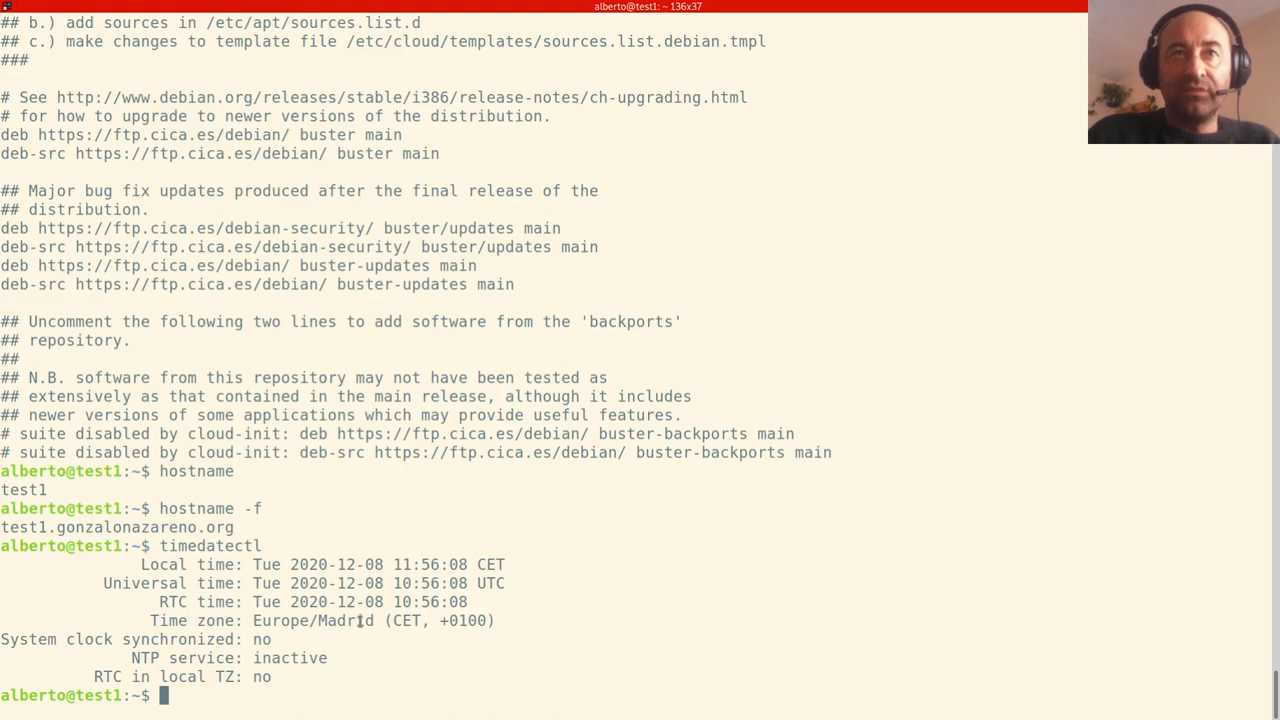 alberto@test1: ~ 136x37
## b.) add sources in /etc/apt/sources.list.d
## c.) make changes to template file /etc/cloud/templates/sources.list.debian.tmpl
###
# See http://www.debian.org/releases/stable/i386/release-notes/ch-upgrading.html
# for how to upgrade to newer versions of the distribution.
deb https://ftp.cica.es/debian/ buster main
deb-src https://ftp.cica.es/debian/ buster main
## Major bug fix updates produced after the final release of the
## distribution.
deb https://ftp.cica.es/debian-security/ buster/updates main
deb-src https://ftp.cica.es/debian-security/ buster/updates main
deb https://ftp.cica.es/debian/ buster-updates main
deb-src https://ftp.cica.es/debian/ buster-updates main
## Uncomment the following two lines to add software from the 'backports'
## repository.
##
## N.B. software from this repository may not have been tested as
## extensively as that contained in the main release, although it includes
## newer versions of some applications which may provide useful features.
# suite disabled by cloud-init: deb https://ftp.cica.es/debian/ buster-backports main
# suite disabled by cloud-init: deb-src https://ftp.cica.es/debian/ buster-backports main
alberto@test1:~$ hostname
test1
alberto@test1:~$ hostname -f
test1.gonzalonazareno.org
alberto@test1:~$ timedatectl
Local time: Tue 2020-12-08 11:56:08 CET
Universal time: Tue 2020-12-08 10:56:08 UTC
RTC time: Tue 2020-12-08 10:56:08
Time zone: Europe/Madrid (CET, +0100)
System clock synchronized: no
NTP service: inactive
RTC in local TZ: no
alberto@test1:~$